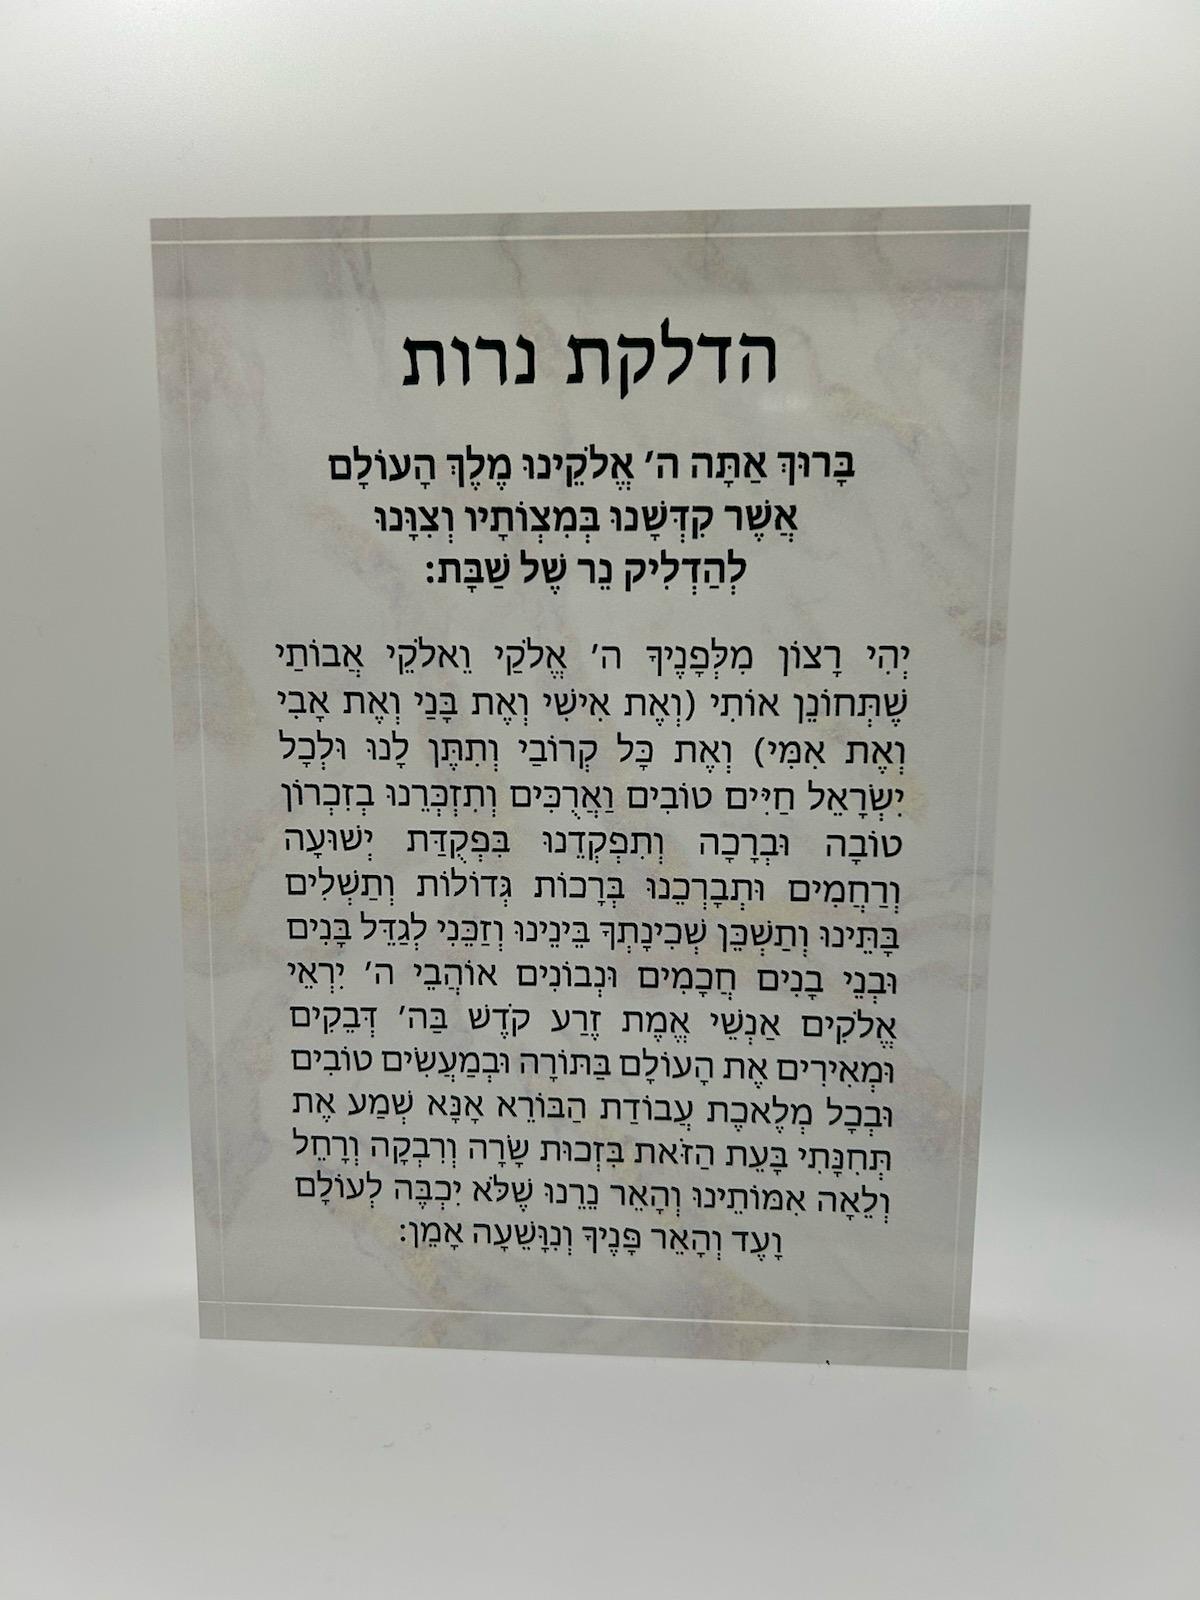 הדלקת נרות
בָּרוּךְ אַתָּה ה׳ אֱלֹקֵינוּ מֶלֶךְ הָעוֹלָם
אֲשֶׁר קִדְּשָׁנוּ בְּמִצְוֹתָיו וְצִוָּנוּ
לְהַדְלִיק נֵר שֶׁל שַׁבָּת:
יְהִי רָצוֹן מִלְּפָנֶיךָ ה׳ אֱלֹקַי וֵאלֹקֵי אֲבוֹתַי
שֶׁתְּחוֹנֵן אוֹתִי (וְאֶת אִישִׁי וְאֶת בָּנַי וְאֶת אָבִי
וְאֶת אִמִּי) וְאֶת כָּל קְרוֹבַי וְתִתֶּן לָנוּ וּלְכָל
יִשְׂרָאֵל חַיִּים טוֹבִים וַאֲרֻכִּים וְתִזְכְּרֵנוּ בְּזִכְרוֹן
טוֹבָה וּבְרָכָה וְתִפְקְדֵנוּ בִּפְקֻדַּת יְשׁוּעָה
וְרַחֲמִים וּתְבָרְכֵנוּ בְּרָכוֹת גְּדוֹלוֹת וְתַשְׁלִים
בָּתֵּינוּ וְתַשְׁכֵּן שְׁכִינָתְךָ בֵּינֵינוּ וְזַכֵּנִי לְגַדֵּל בָּנִים
וּבְנֵי בָנִים חֲכָמִים וּנְבוֹנִים אוֹהֲבֵי ה׳ יִרְאֵי
אֱלֹקִים אַנְשֵׁי אֱמֶת זֶרַע קֹדֶשׁ בַּה׳ דְּבֵקִים
וּמְאִירִים אֶת הָעוֹלָם בַּתּוֹרָה וּבְמַעֲשִׂים טוֹבִים
וּבְכָל מְלֶאכֶת עֲבוֹדַת הַבּוֹרֵא אָנָּא שְׁמַע אֶת
תְּחִנָּתִי בָּעֵת הַזֹּאת בִּזְכוּת שָׂרָה וְרִבְקָה וְרָחֵל
וְלֵאָה אִמּוֹתֵינוּ וְהָאֵר נֵרֵנוּ שֶׁלֹּא יִכְבֶּה לְעוֹלָם
וָעֶד וְהָאֵר פָּנֶיךָ וְנִוָּשֵׁעָה אָמֵן: